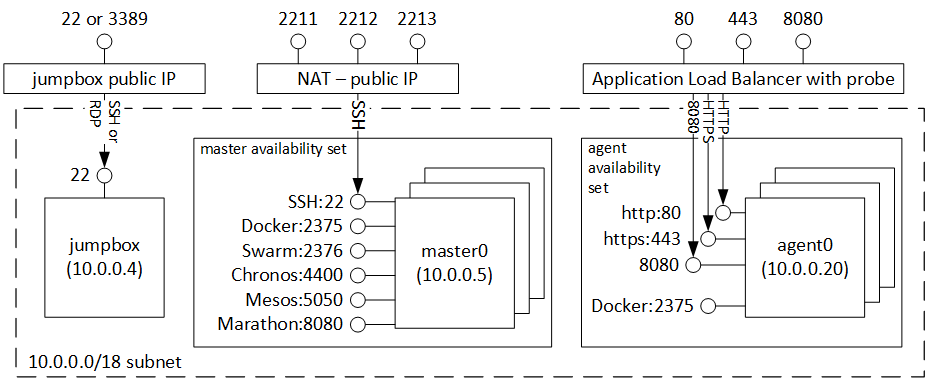 22 or 3389
2211
2212
2213
80
443
8080
jumpbox public IP
NAT – public IP
Application Load Balancer with probe
SSH or
RDP
SSH
8080
HTTPS
HTTP
master availability set
agent
availability
set
22
jumpbox
(10.0.0.4)
SSH:22
Docker:2375
Swarm:2376
Chronos:4400
Mesos:5050
Marathon:8080
master0
(10.0.0.5)
http:80
https:443
8080
Docker:2375
agent0
(10.0.0.20)
10.0.0.0/18 subnet